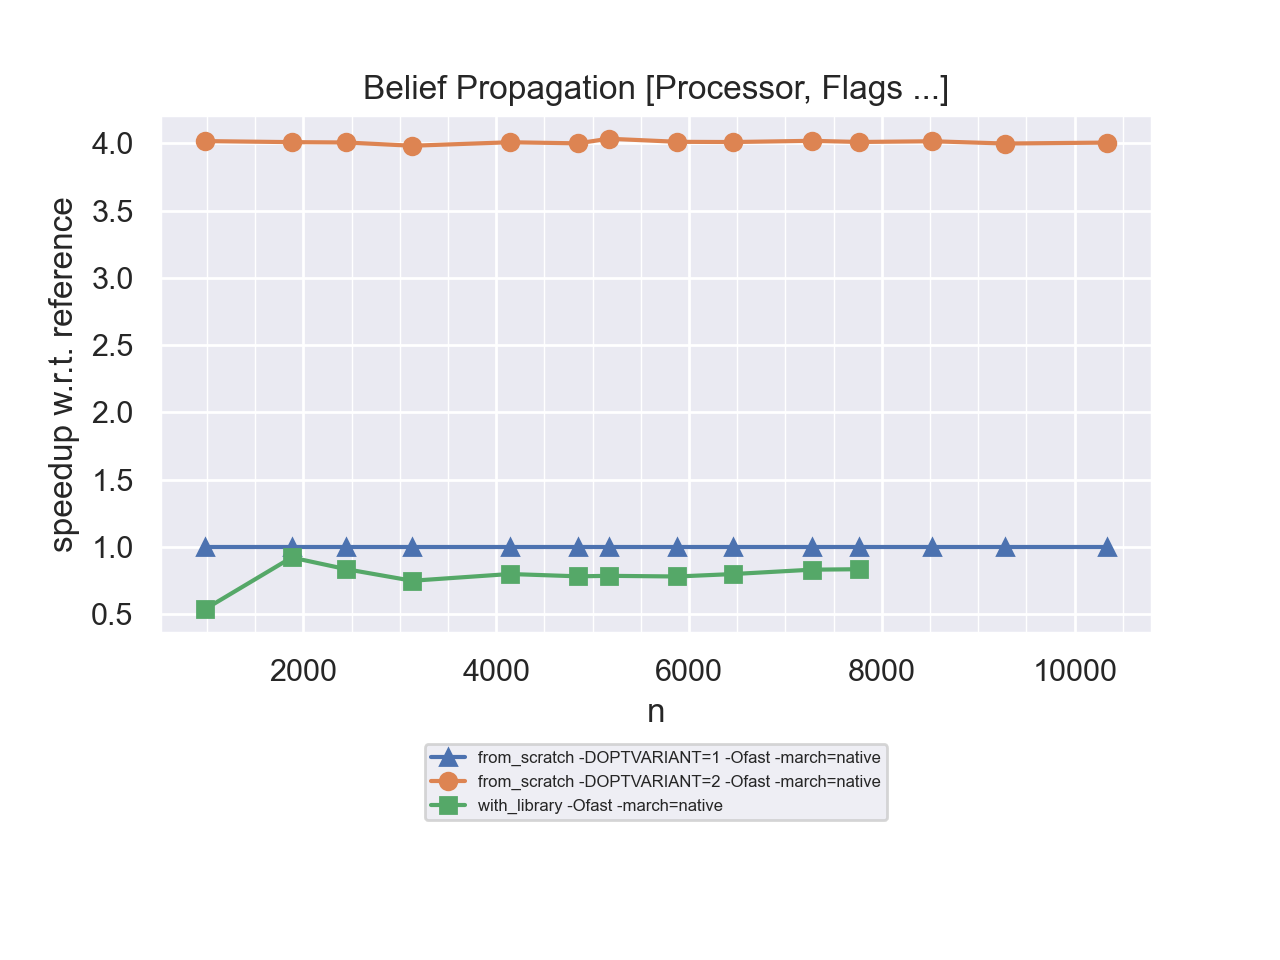 Belief Propagation [Processor, Flags ...]
speedup w.r.t. reference
4.0
3.5
3.0
2.5
2.0
1.5
1.0
0.5
2000 4000 6000 8000 10000
n
from_scratch -DOPTVARIANT=1 -Ofast -march=native
from_scratch -DOPTVARIANT=2 -Ofast -march=native
with_library -Ofast -march=native